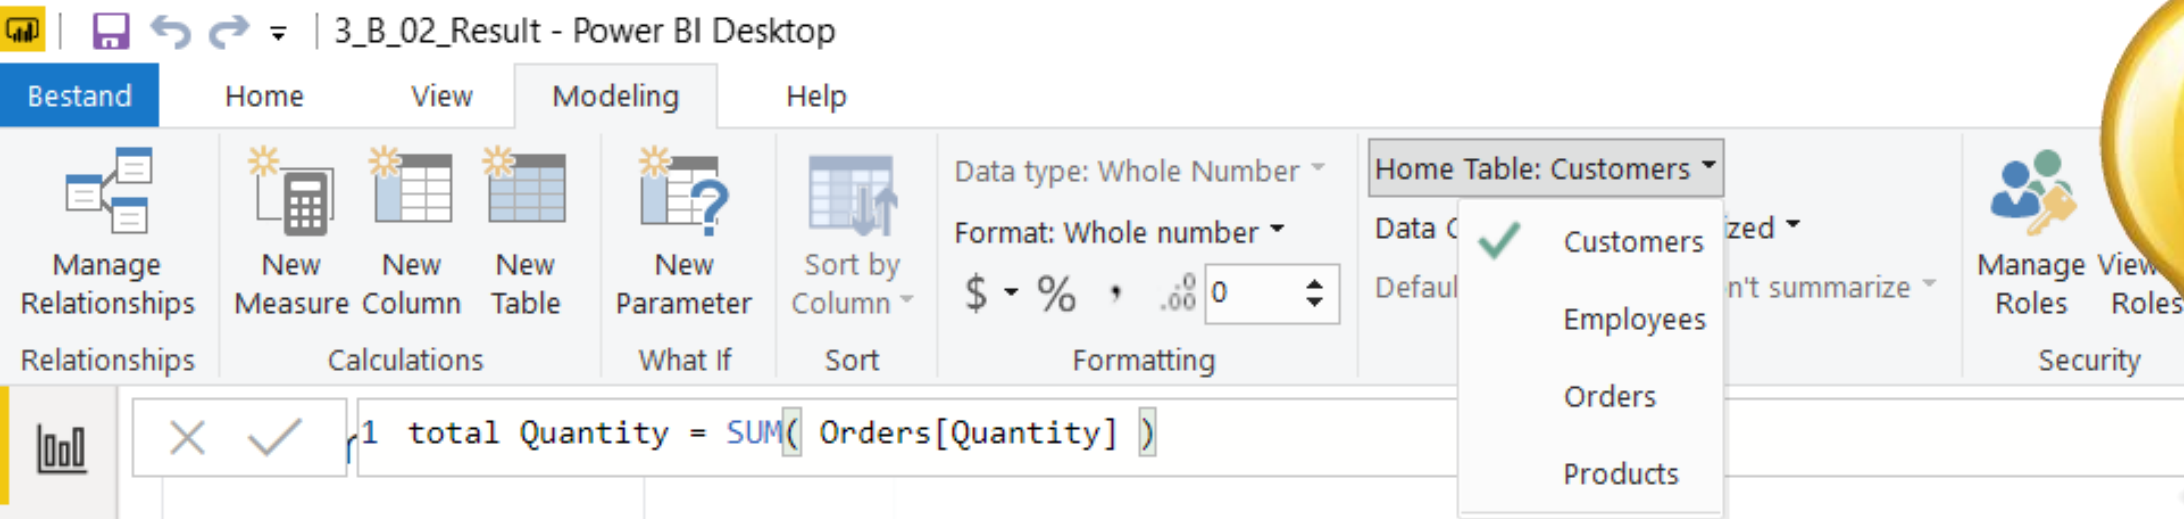 3_B_02_Result - Power BI Desktop
Bestand Home View Modeling Help
Manage Relationships
New Measure
New Column
New Table
New Parameter
Sort by Column
Data type: Whole Number
Format: Whole number
$ % , .00 0
Home Table: Customers
Data C zed
Defaul n't summarize
Customers
Employees
Orders
Products
Manage Roles
View Roles
Relationships Calculations What If Sort Formatting Security
1 total Quantity = SUM( Orders[Quantity] )